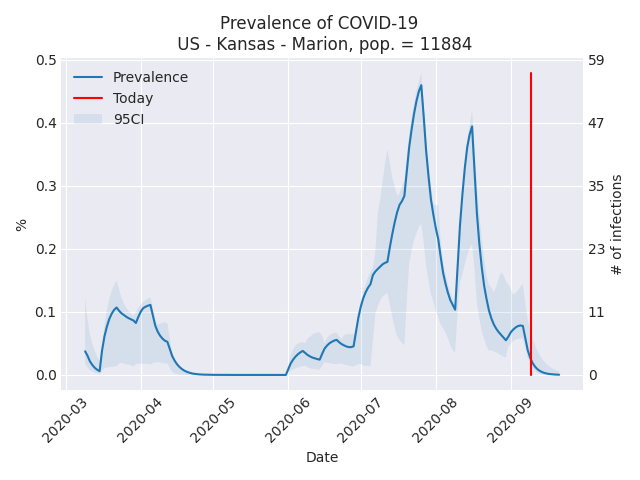 Prevalence of COVID-19
US - Kansas - Marion, pop. = 11884
Prevalence
Today
95CI
0.5
0.4
0.3
0.2
0.1
0.0
%
59
47
35
23
11
0
# of infections
2020-03
2020-04
2020-05
2020-06
2020-07
2020-08
2020-09
Date